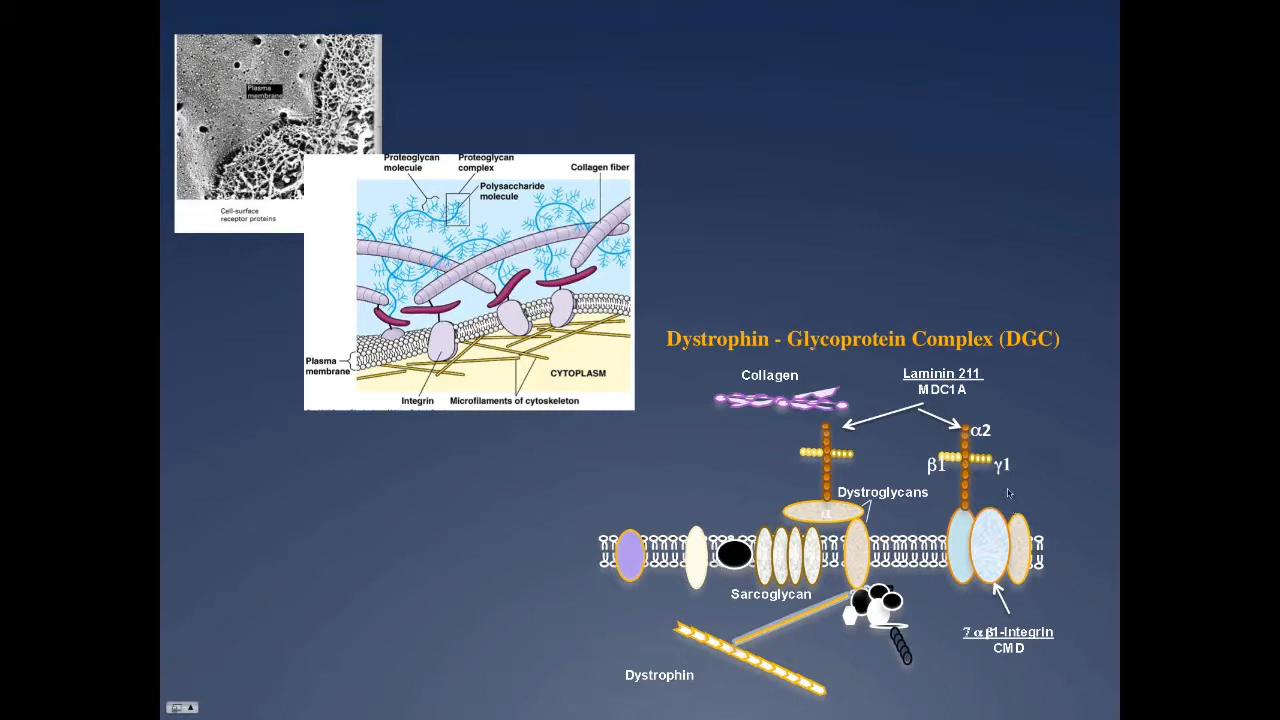 Plasma
membrane
Cell-surface
receptor proteins
Proteoglycan
molecule
Proteoglycan
complex
Collagen fiber
Polysaccharide
molecule
Plasma
membrane
CYTOPLASM
Integrin
Microfilaments of cytoskeleton
Dystrophin - Glycoprotein Complex (DGC)
Collagen
Laminin 211
MDC1A
α2
β1
γ1
Dystroglycans
α
Sarcoglycan
7 α β1-Integrin
CMD
Dystrophin